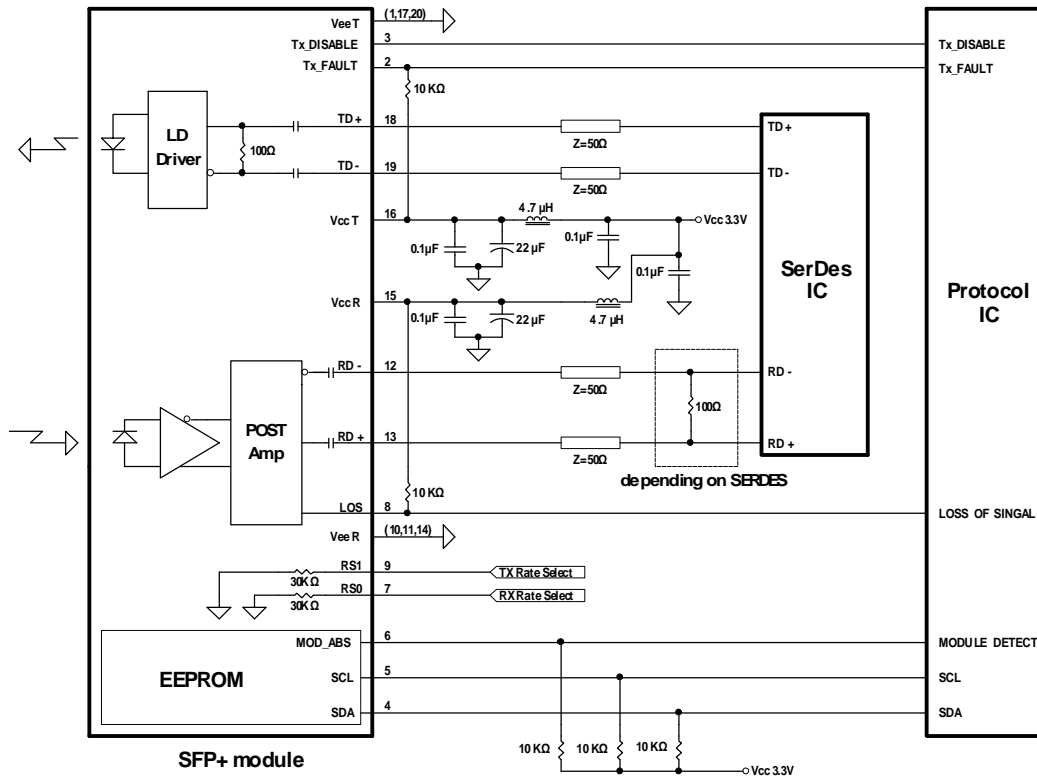 VeeT (1,17,20)
Tx_DISABLE 3 Tx_DISABLE
Tx_FAULT 2 Tx_FAULT
10 KΩ
LD
Driver
100Ω
TD+ 18 Z=50Ω TD+
TD- 19 Z=50Ω TD-
VccT 16 4.7 µH Vcc 3.3V
0.1µF 22 µF 0.1µF 0.1µF
SerDes
IC
Protocol
IC
VccR 15
0.1µF 22 µF 4.7 µH
RD - 12 Z=50Ω RD -
POST
Amp
100Ω
RD + 13 Z=50Ω RD +
depending on SERDES
10 KΩ
LOS 8 LOSS OF SINGAL
VeeR (10,11,14)
RS1 9 TX Rate Select
30KΩ
RS0 7 RX Rate Select
30KΩ
MOD_ABS 6 MODULE DETECT
EEPROM
SCL 5 SCL
SDA 4 SDA
10 KΩ 10 KΩ 10 KΩ
SFP+ module
Vcc 3.3V